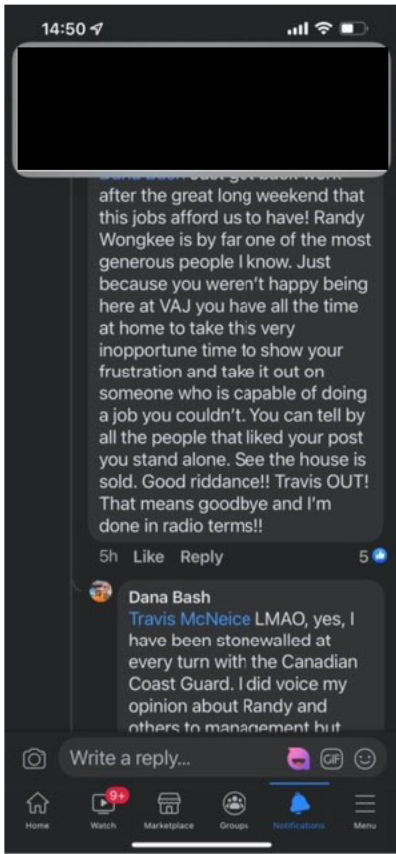 14:50
after the great long weekend that
this jobs afford us to have! Randy
Wongkee is by far one of the most
generous people I know. Just
because you weren't happy being
here at VAJ you have all the time
at home to take this very
inopportune time to show your
frustration and take it out on
someone who is capable of doing
a job you couldn't. You can tell by
all the people that liked your post
you stand alone. See the house is
sold. Good riddance!! Travis OUT!
That means goodbye and I'm
done in radio terms!!
5h Like Reply 5
Dana Bash
Travis McNeice LMAO, yes, I
have been stonewalled at
every turn with the Canadian
Coast Guard. I did voice my
opinion about Randy and
others to management but
Write a reply... GIF
9+
Home Watch Marketplace Groups Notifications Menu